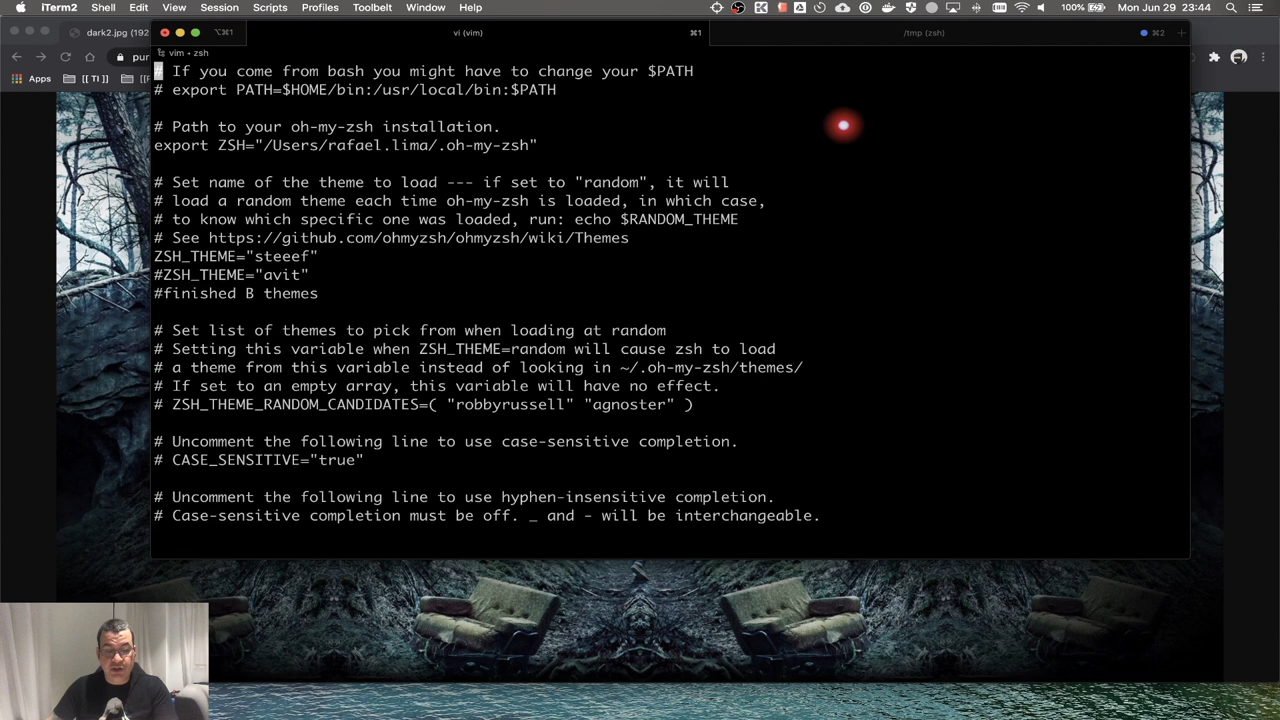 iTerm2 Shell Edit View Session Scripts Profiles Toolbelt Window Help 100% Mon Jun 29 23:44
dark2.jpg (192
⌥⌘1 vi (vim) ⌘1 /tmp (zsh) ⌘2 +
pur
vim • zsh
Apps [[ TI ]]
# If you come from bash you might have to change your $PATH
# export PATH=$HOME/bin:/usr/local/bin:$PATH
# Path to your oh-my-zsh installation.
export ZSH="/Users/rafael.lima/.oh-my-zsh"
# Set name of the theme to load --- if set to "random", it will
# load a random theme each time oh-my-zsh is loaded, in which case,
# to know which specific one was loaded, run: echo $RANDOM_THEME
# See https://github.com/ohmyzsh/ohmyzsh/wiki/Themes
ZSH_THEME="steeef"
#ZSH_THEME="avit"
#finished B themes
# Set list of themes to pick from when loading at random
# Setting this variable when ZSH_THEME=random will cause zsh to load
# a theme from this variable instead of looking in ~/.oh-my-zsh/themes/
# If set to an empty array, this variable will have no effect.
# ZSH_THEME_RANDOM_CANDIDATES=( "robbyrussell" "agnoster" )
# Uncomment the following line to use case-sensitive completion.
# CASE_SENSITIVE="true"
# Uncomment the following line to use hyphen-insensitive completion.
# Case-sensitive completion must be off. _ and - will be interchangeable.